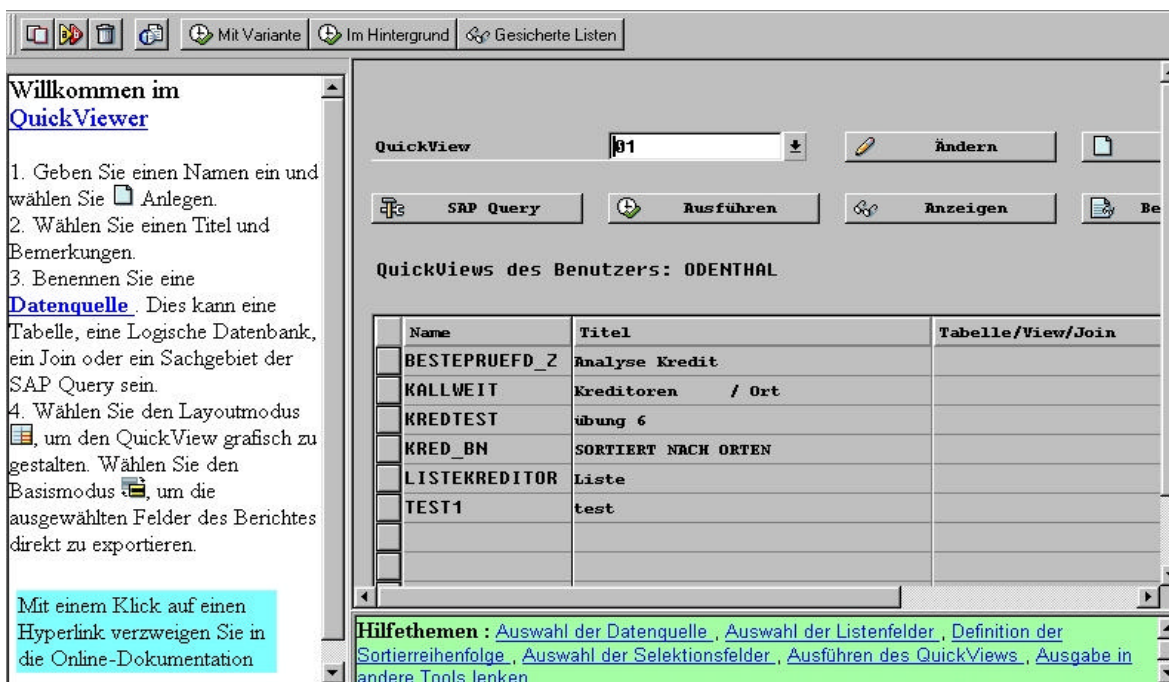 Mit Variante Im Hintergrund Gesicherte Listen
Willkommen im
QuickViewer
1. Geben Sie einen Namen ein und
wählen Sie Anlegen.
2. Wählen Sie einen Titel und
Bemerkungen.
3. Benennen Sie eine
Datenquelle . Dies kann eine
Tabelle, eine Logische Datenbank,
ein Join oder ein Sachgebiet der
SAP Query sein.
4. Wählen Sie den Layoutmodus
, um den QuickView grafisch zu
gestalten. Wählen Sie den
Basismodus , um die
ausgewählten Felder des Berichtes
direkt zu exportieren.
Mit einem Klick auf einen
Hyperlink verzweigen Sie in
die Online-Dokumentation
QuickView 01 Ändern
SAP Query Ausführen Anzeigen Be
QuickViews des Benutzers: ODENTHAL
Name Titel Tabelle/View/Join
BESTEPRUEFD_Z Analyse Kredit
KALLWEIT Kreditoren / Ort
KREDTEST übung 6
KRED_BN SORTIERT NACH ORTEN
LISTEKREDITOR Liste
TEST1 test
Hilfethemen : Auswahl der Datenquelle , Auswahl der Listenfelder , Definition der
Sortierreihenfolge , Auswahl der Selektionsfelder , Ausführen des QuickViews , Ausgabe in
andere Tools lenken